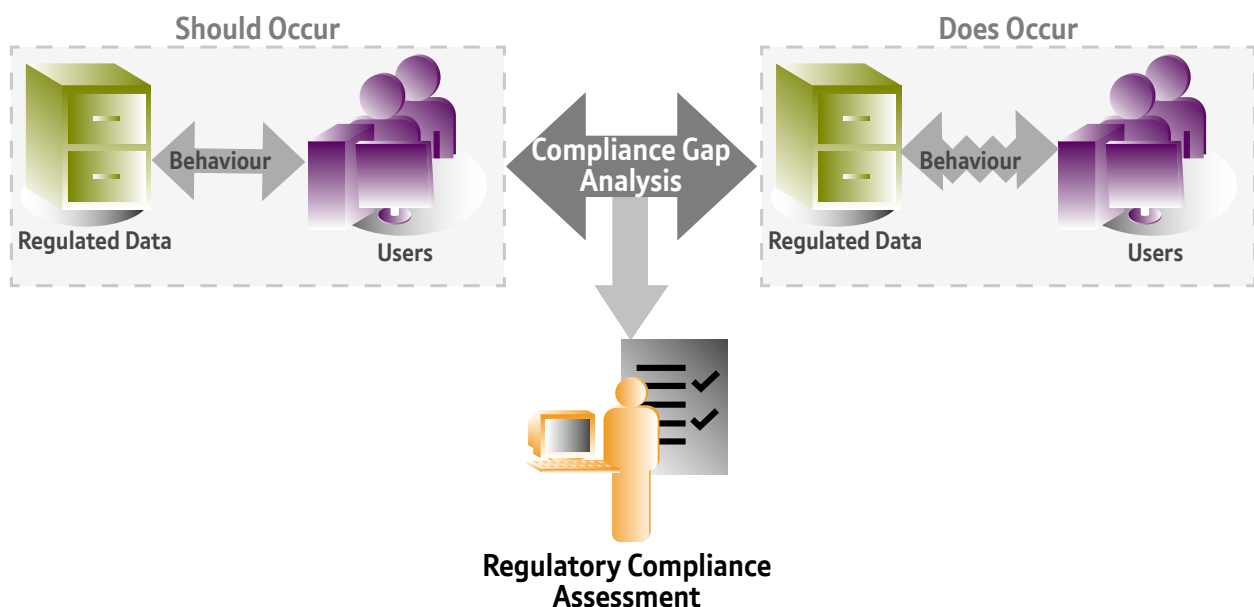 Should Occur
Does Occur
Behaviour
Regulated Data
Users
Compliance Gap
Analysis
Behaviour
Regulated Data
Users
Regulatory Compliance
Assessment